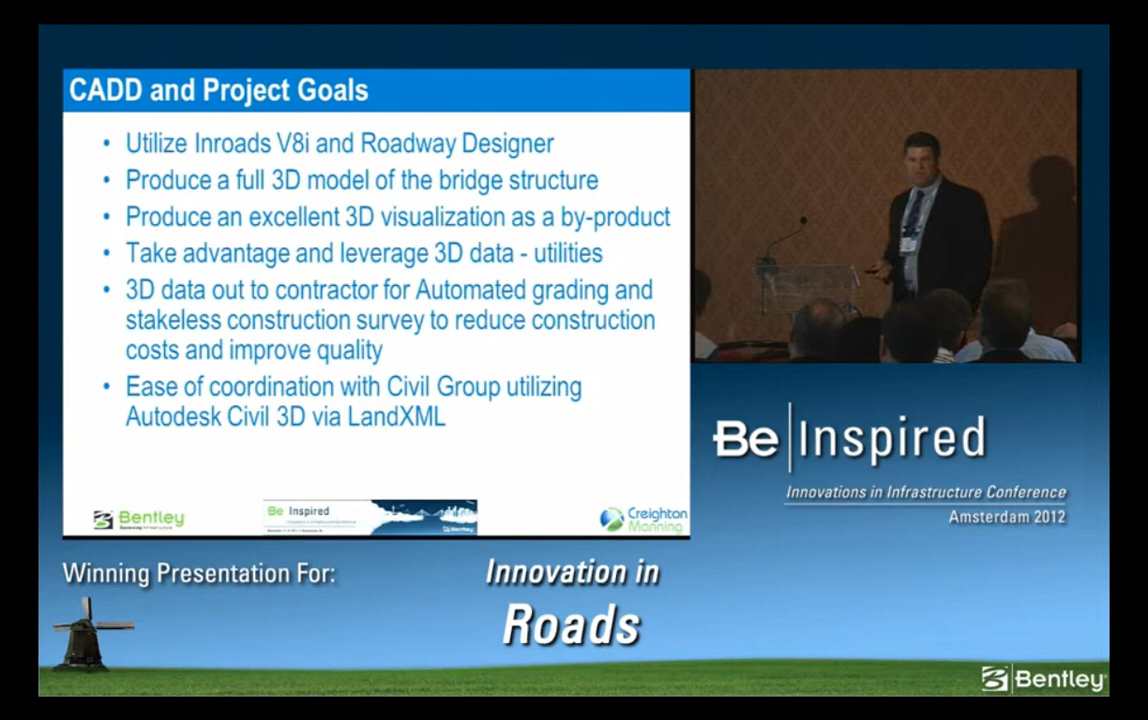 CADD and Project Goals
• Utilize Inroads V8i and Roadway Designer
• Produce a full 3D model of the bridge structure
• Produce an excellent 3D visualization as a by-product
• Take advantage and leverage 3D data - utilities
• 3D data out to contractor for Automated grading and
stakeless construction survey to reduce construction
costs and improve quality
• Ease of coordination with Civil Group utilizing
Autodesk Civil 3D via LandXML
Bentley
Be Inspired
Creighton
Manning
Be Inspired
Innovations in Infrastructure Conference
Amsterdam 2012
Winning Presentation For:
Innovation in
Roads
Bentley